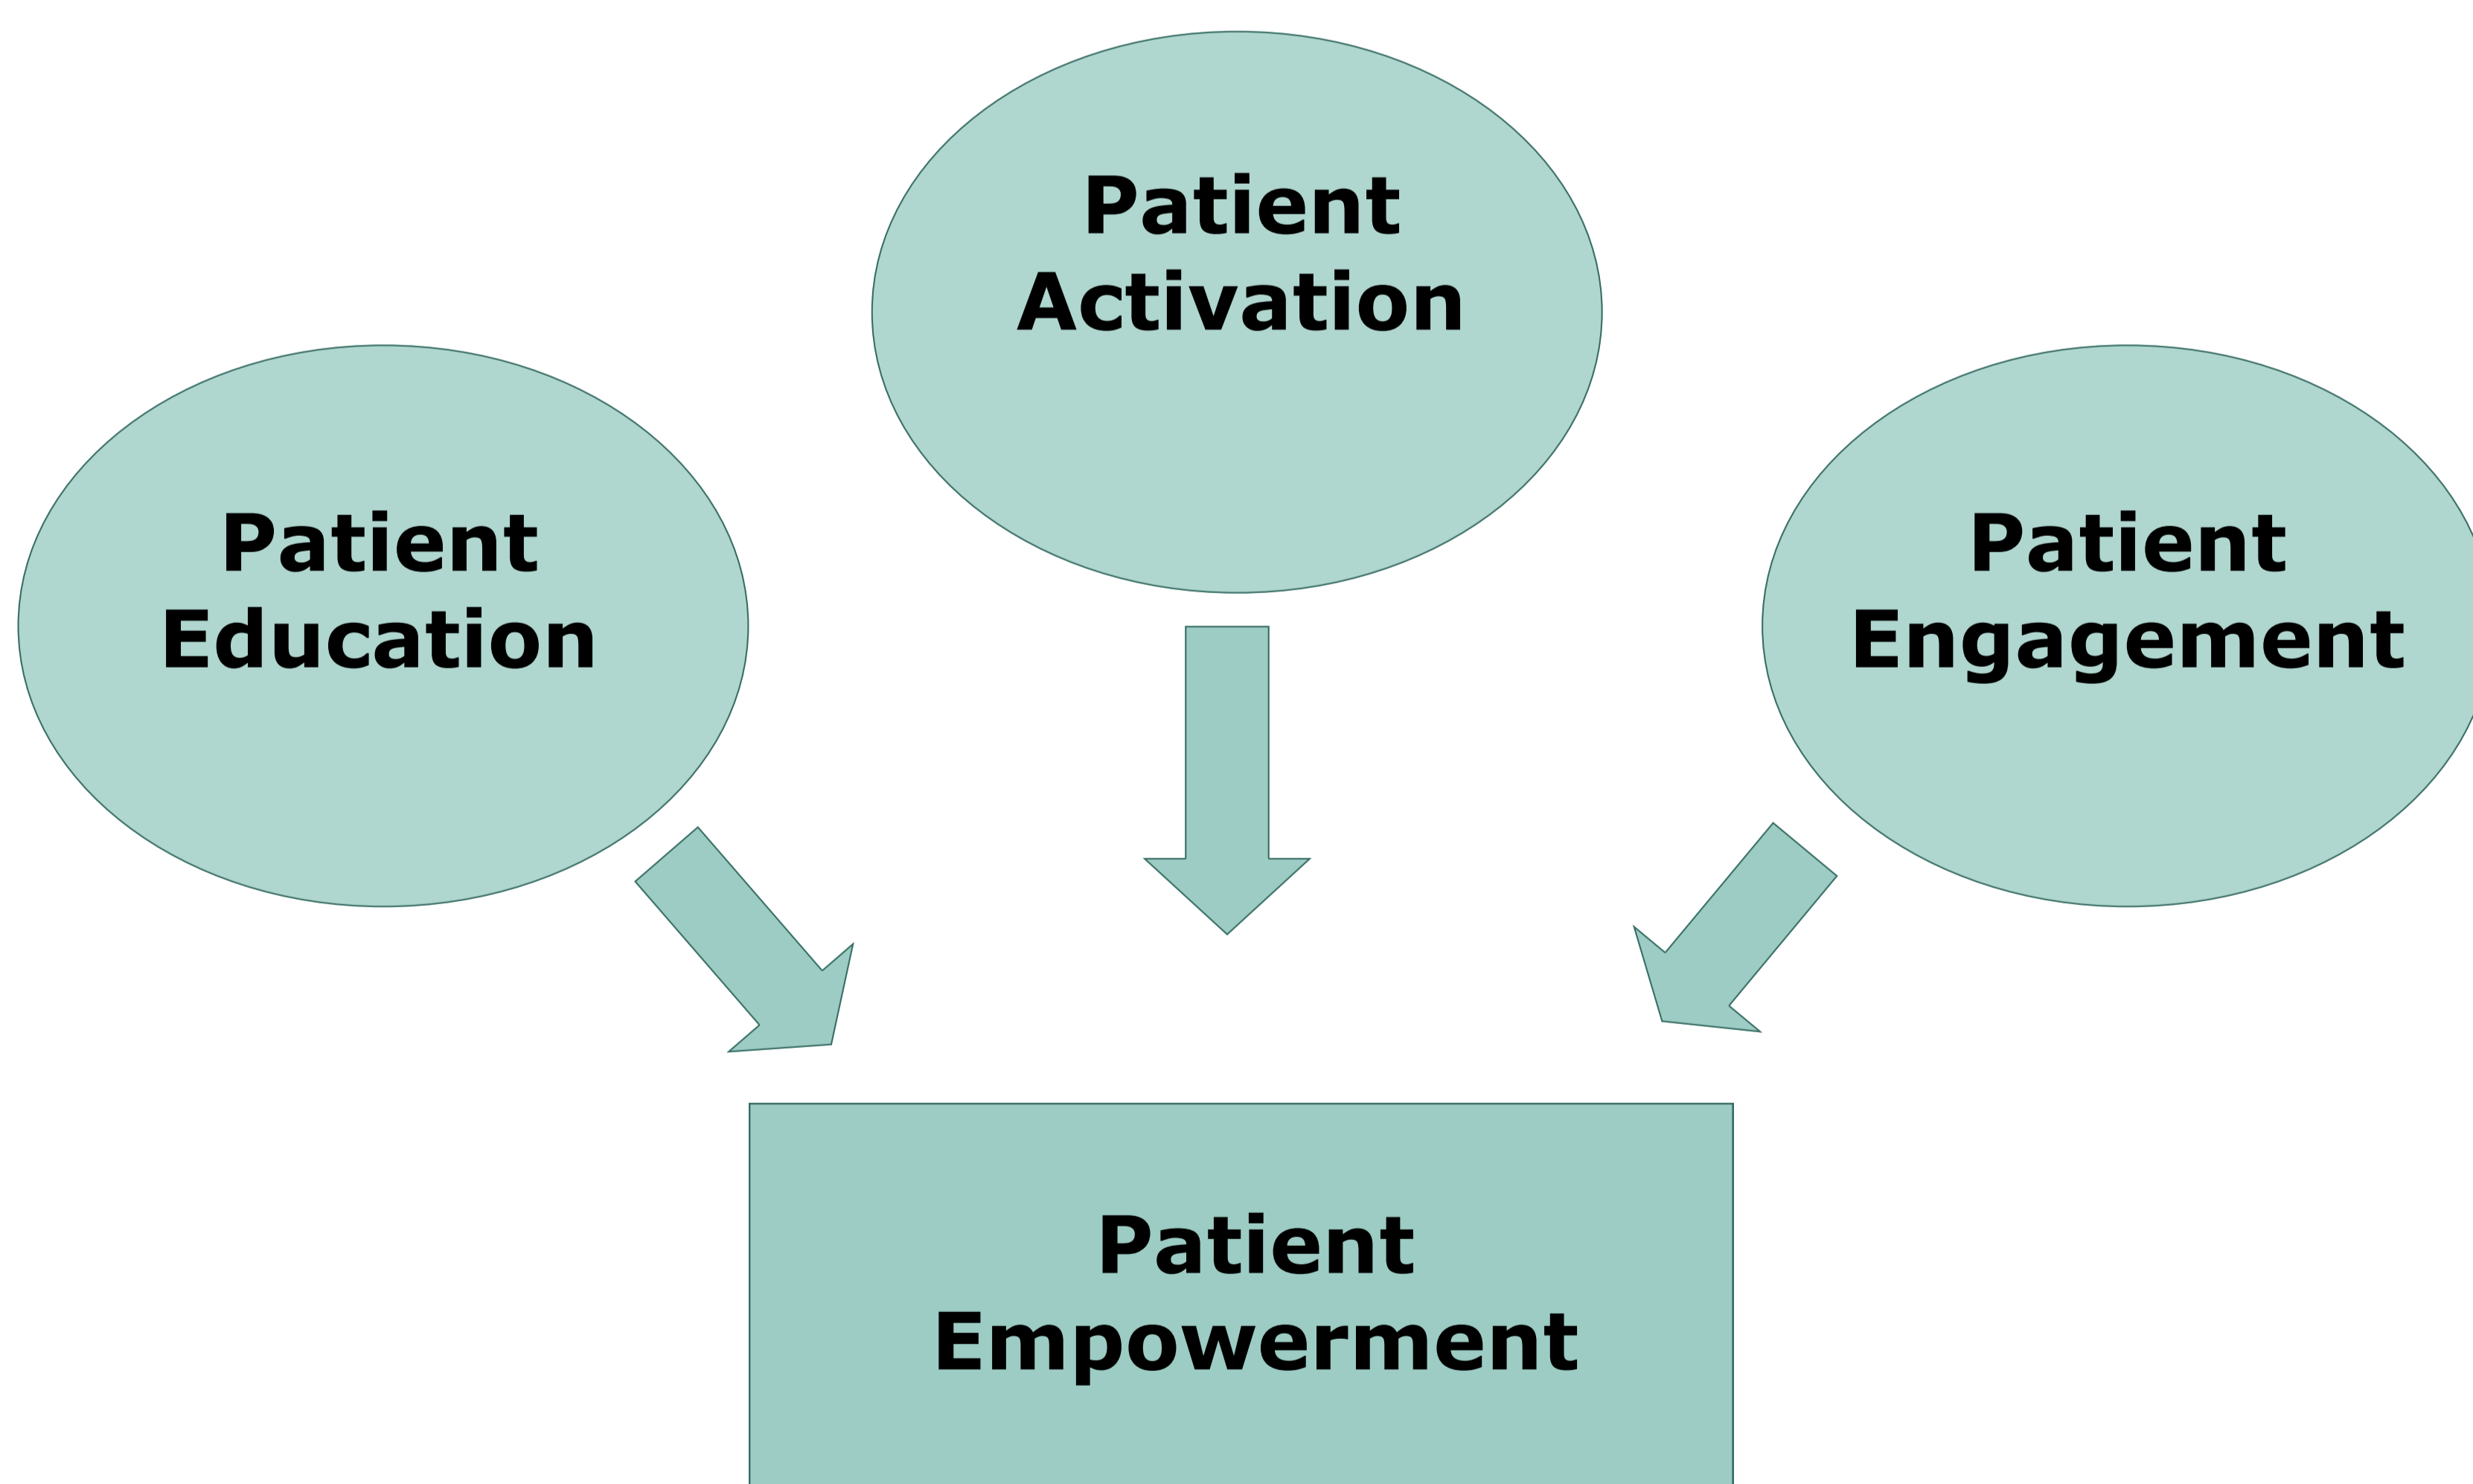 Patient
Activation
Patient
Education
Patient
Engagement
Patient
Empowerment